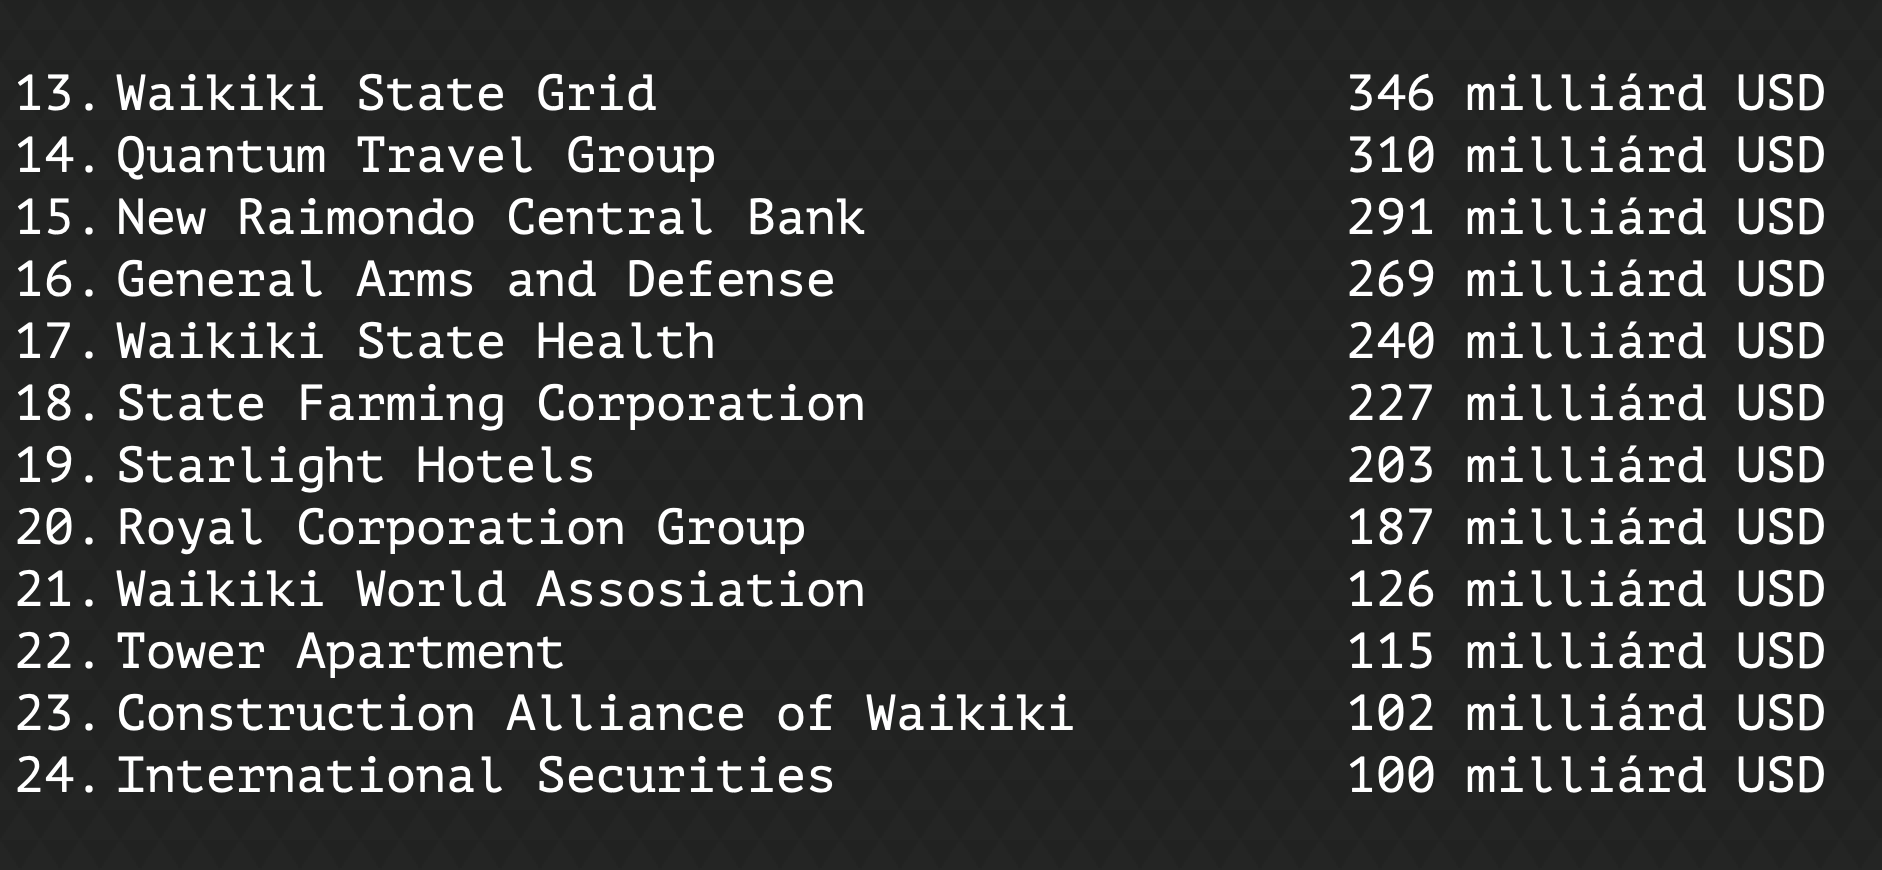 13. Waikiki State Grid 346 milliárd USD
14. Quantum Travel Group 310 milliárd USD
15. New Raimondo Central Bank 291 milliárd USD
16. General Arms and Defense 269 milliárd USD
17. Waikiki State Health 240 milliárd USD
18. State Farming Corporation 227 milliárd USD
19. Starlight Hotels 203 milliárd USD
20. Royal Corporation Group 187 milliárd USD
21. Waikiki World Assosiation 126 milliárd USD
22. Tower Apartment 115 milliárd USD
23. Construction Alliance of Waikiki 102 milliárd USD
24. International Securities 100 milliárd USD